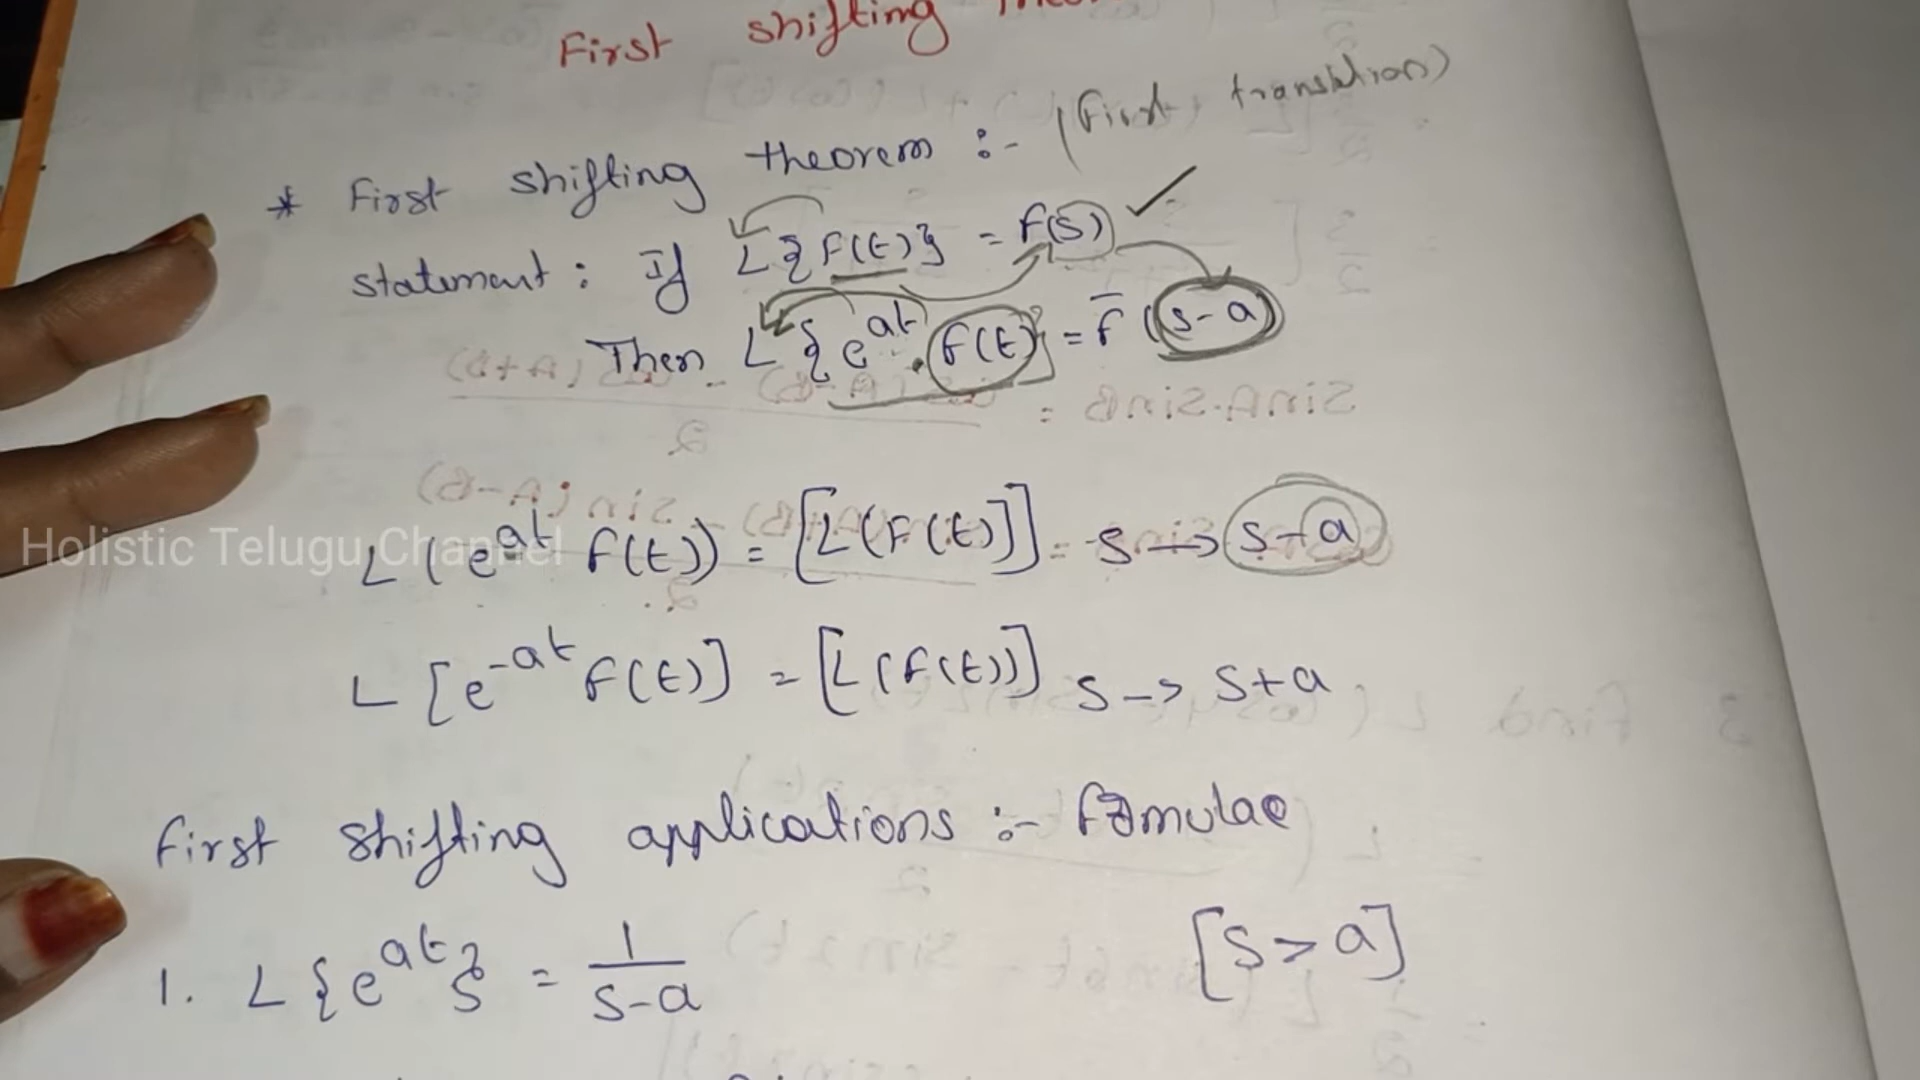 First shifting
* First shifting theorem :- (First translation)
statement : If L{F(t)} = F(s) ✓
Then L{e^at . f(t)} = f̄ (s-a)
L(e^at f(t)) = [L(F(t)]] s → s-a
Holistic Telugu Channel
L[e^-at f(t)] = [L(f(t))] s → s+a
First shifting applications :- Formulae
1. L{e^at} = 1/(s-a) [s > a]